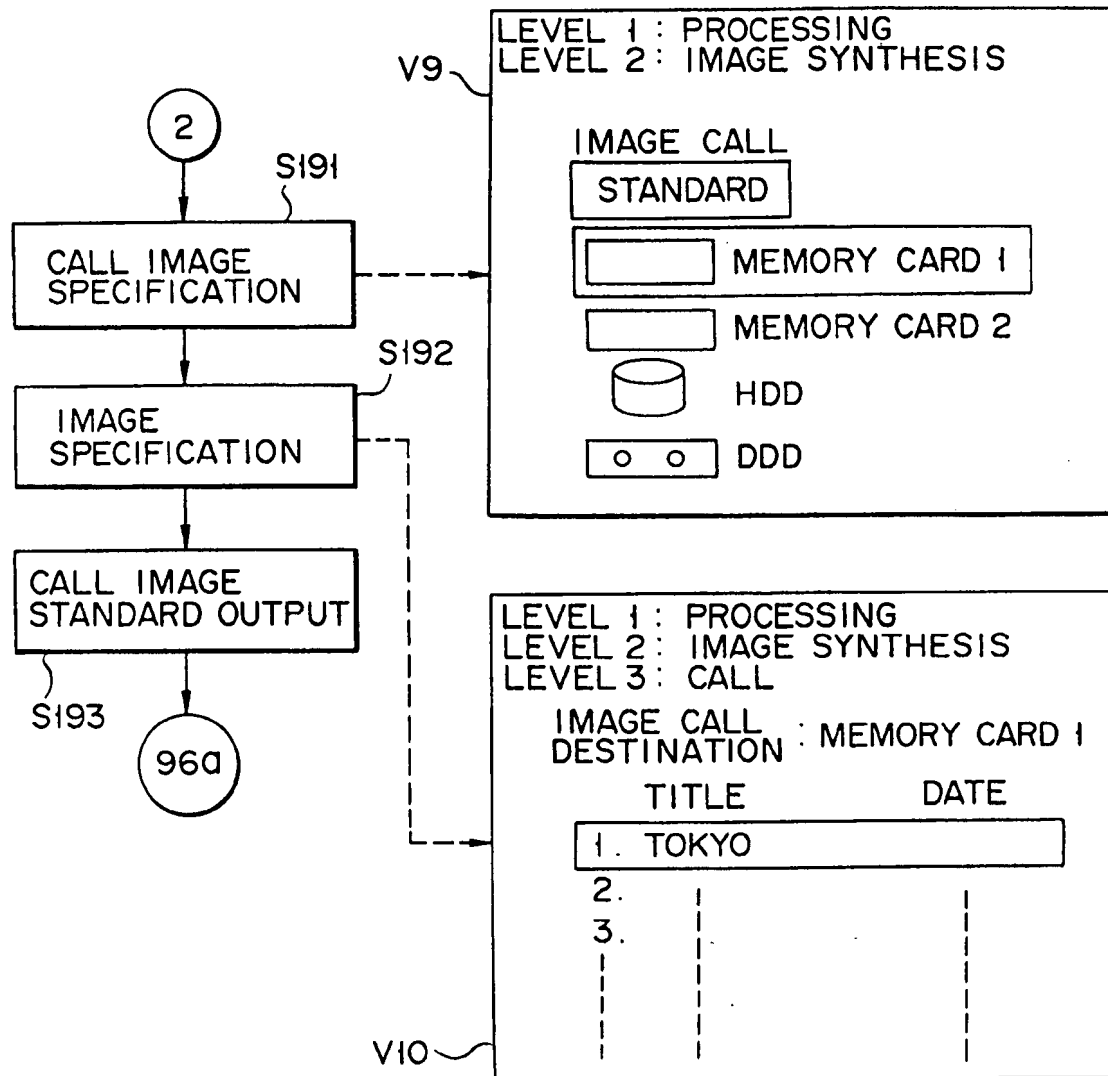 2
S191
CALL IMAGE
SPECIFICATION
S192
IMAGE
SPECIFICATION
CALL IMAGE
STANDARD OUTPUT
S193
96a
V9
LEVEL 1 : PROCESSING
LEVEL 2 : IMAGE SYNTHESIS
IMAGE CALL
STANDARD
MEMORY CARD 1
MEMORY CARD 2
HDD
DDD
V10
LEVEL 1 : PROCESSING
LEVEL 2 : IMAGE SYNTHESIS
LEVEL 3 : CALL
IMAGE CALL
DESTINATION : MEMORY CARD 1
TITLE DATE
1. TOKYO
2.
3.